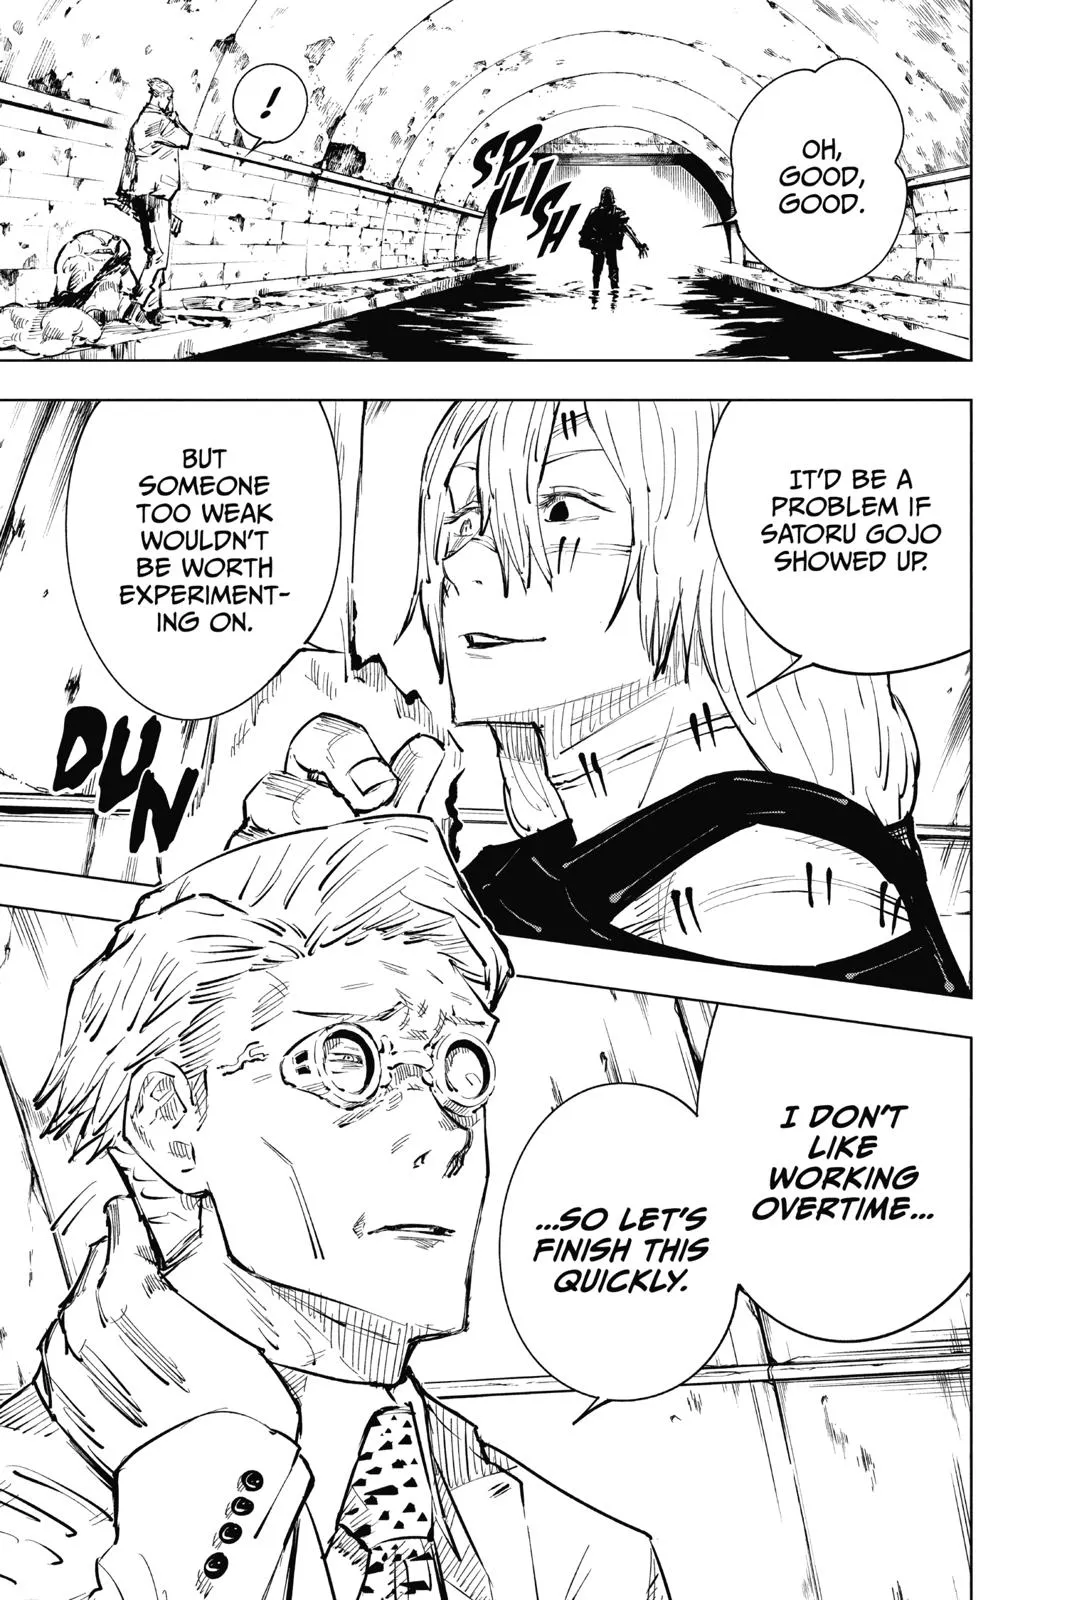 OH,
GOOD,
GOOD.
SPLISH
!
IT'D BE A
PROBLEM IF
SATORU GOJO
SHOWED UP.
BUT
SOMEONE
TOO WEAK
WOULDN'T
BE WORTH
EXPERIMENT-
ING ON.
DUN
I DON'T
LIKE
WORKING
OVERTIME...
...SO LET'S
FINISH THIS
QUICKLY.